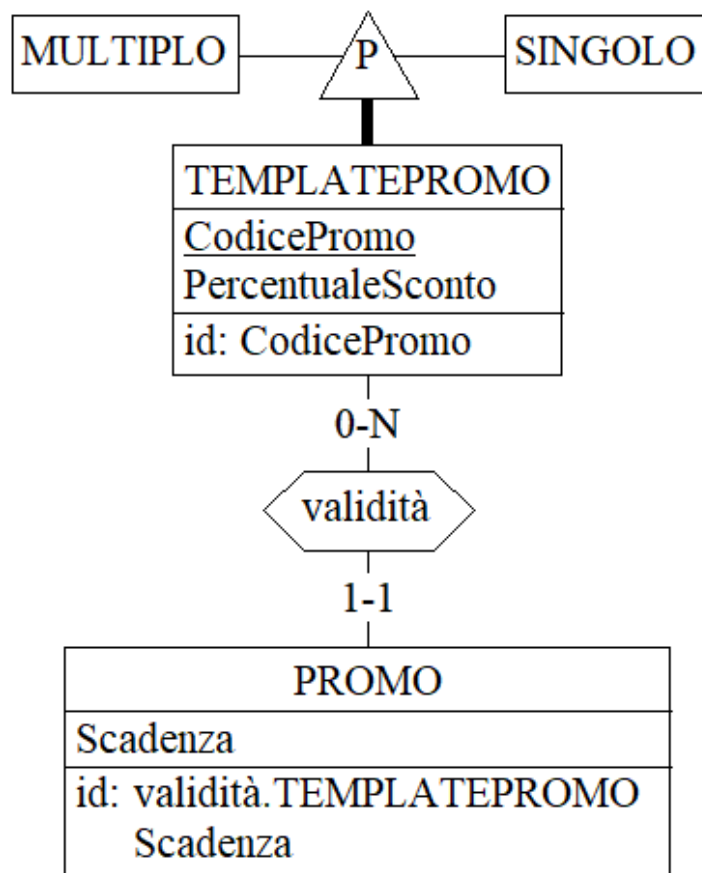 MULTIPLO
P
SINGOLO
TEMPLATEPROMO
CodicePromo
PercentualeSconto
id: CodicePromo
0-N
validità
1-1
PROMO
Scadenza
id: validità.TEMPLATEPROMO
Scadenza